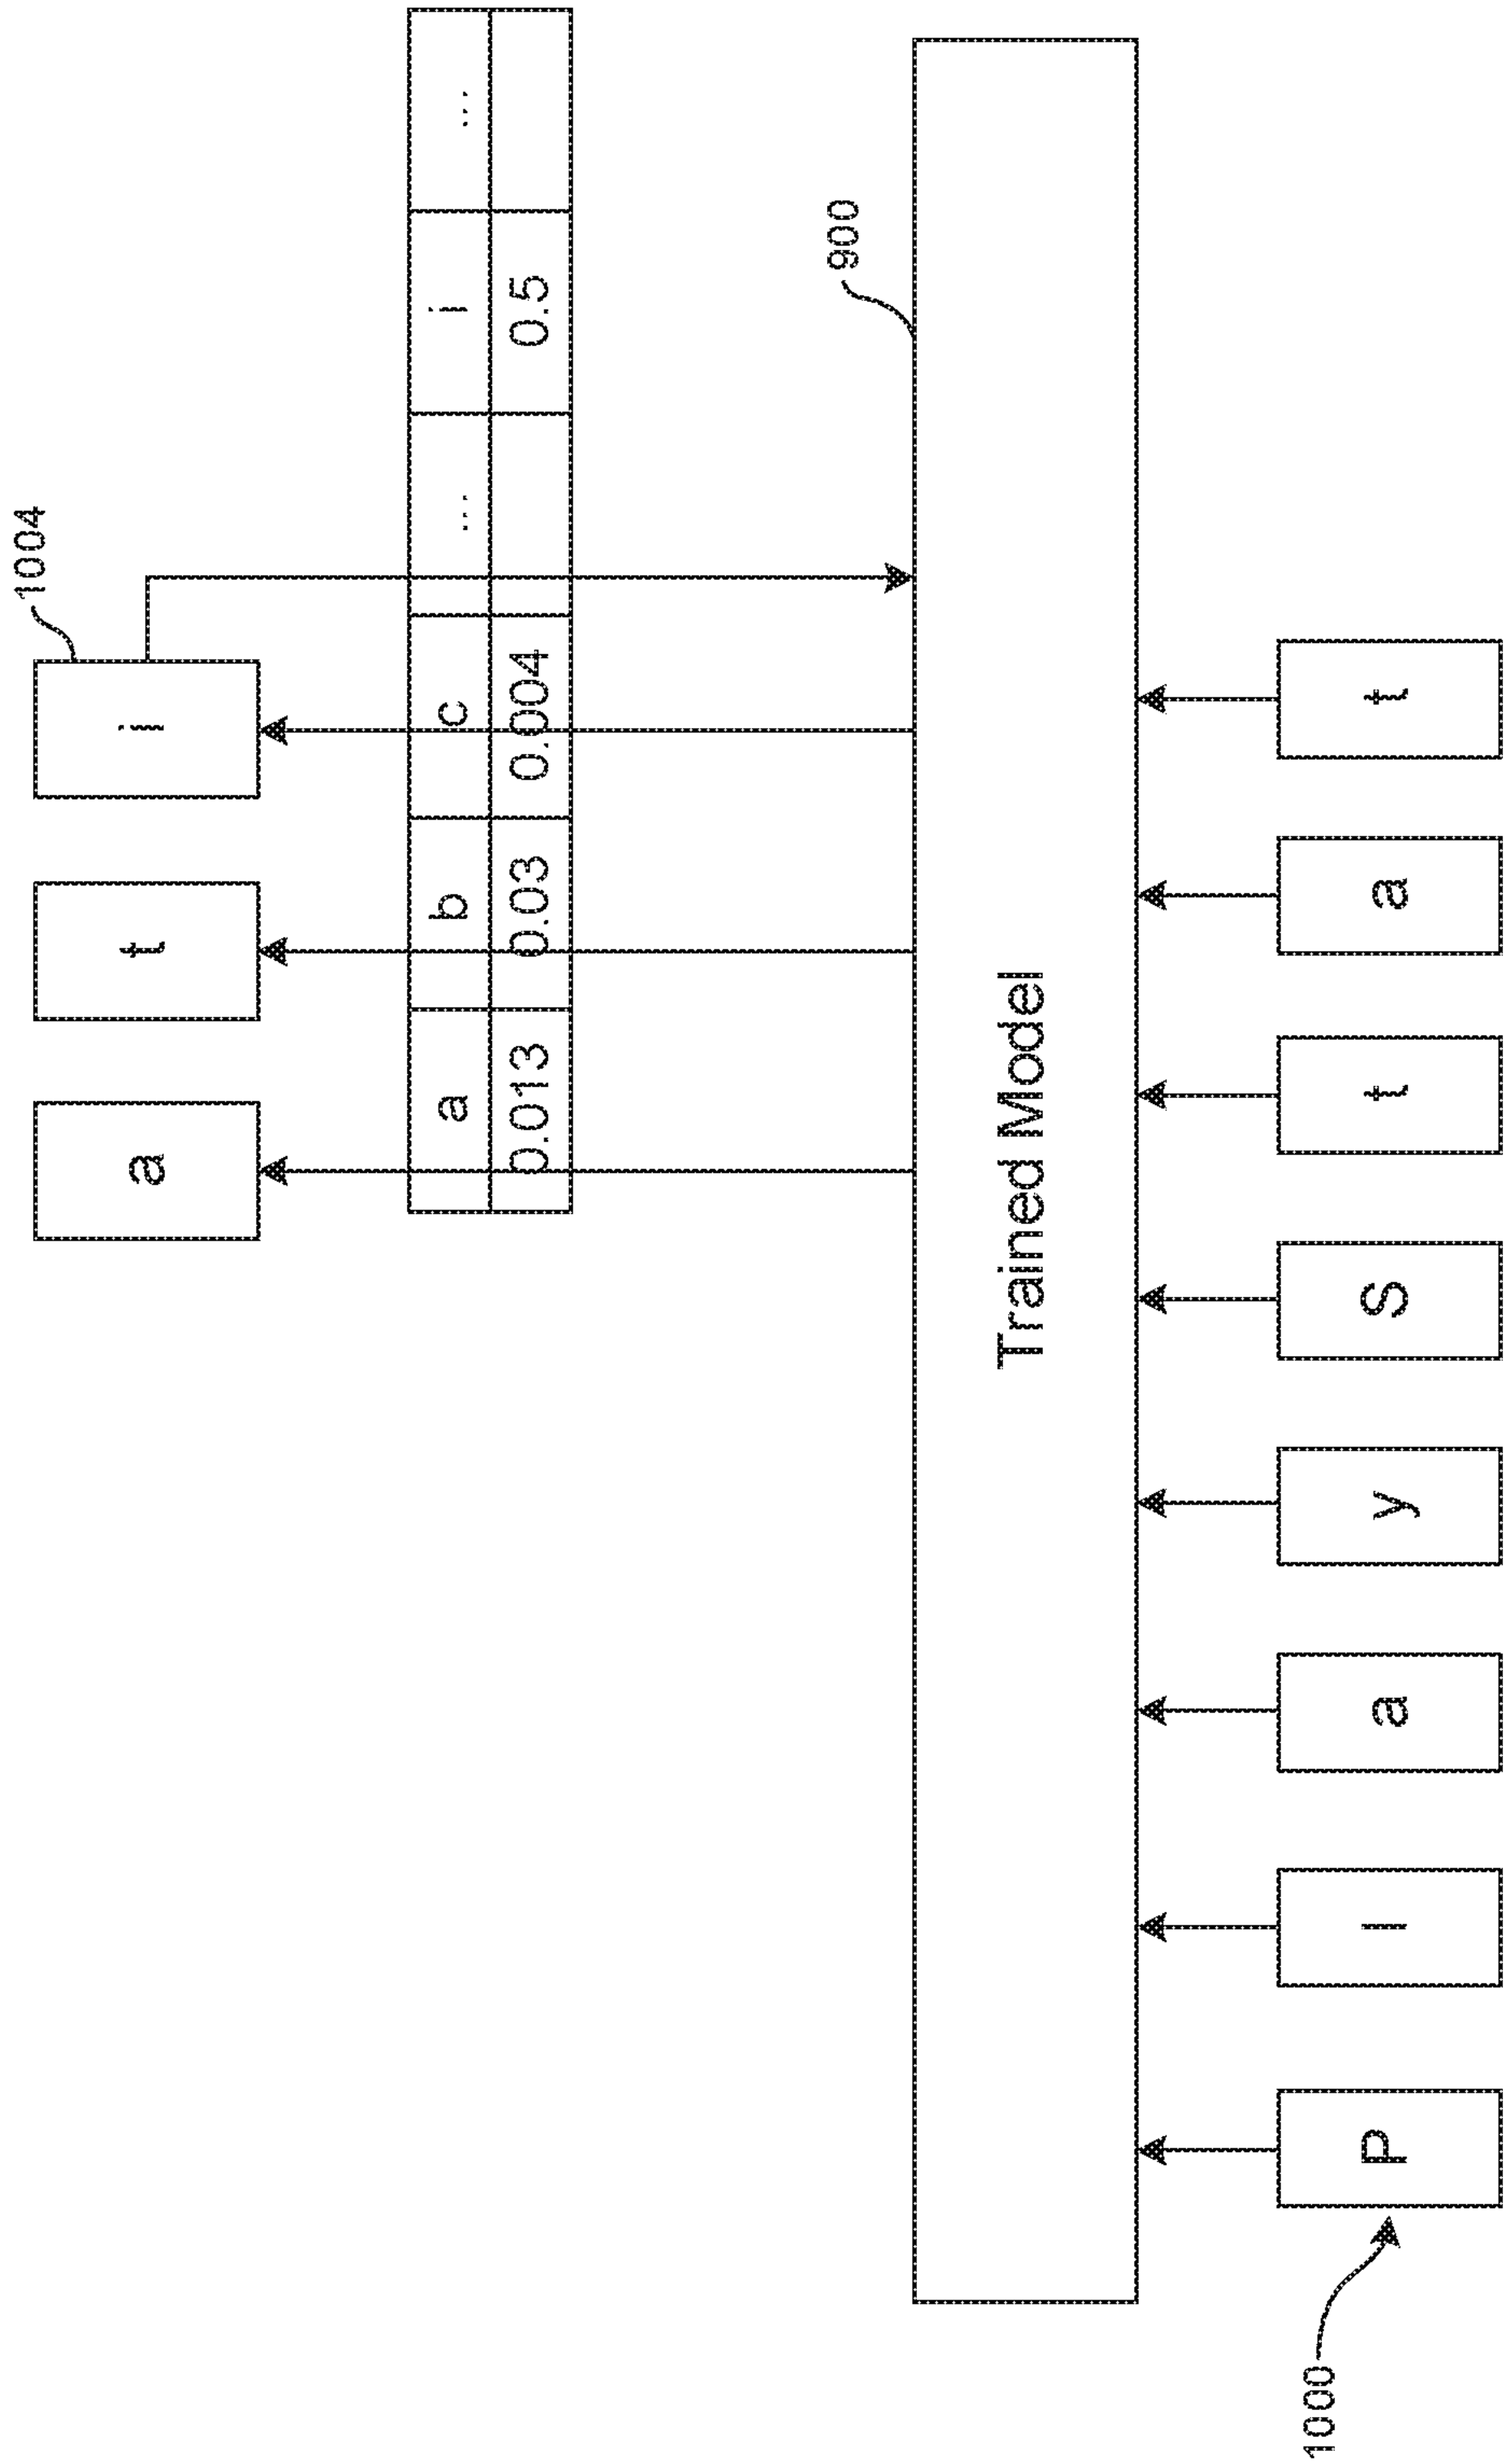 1004
a t i
a b c ... i ...
0.013 0.03 0.004 0.5
900
Trained Model
1000
P l a y S t a t